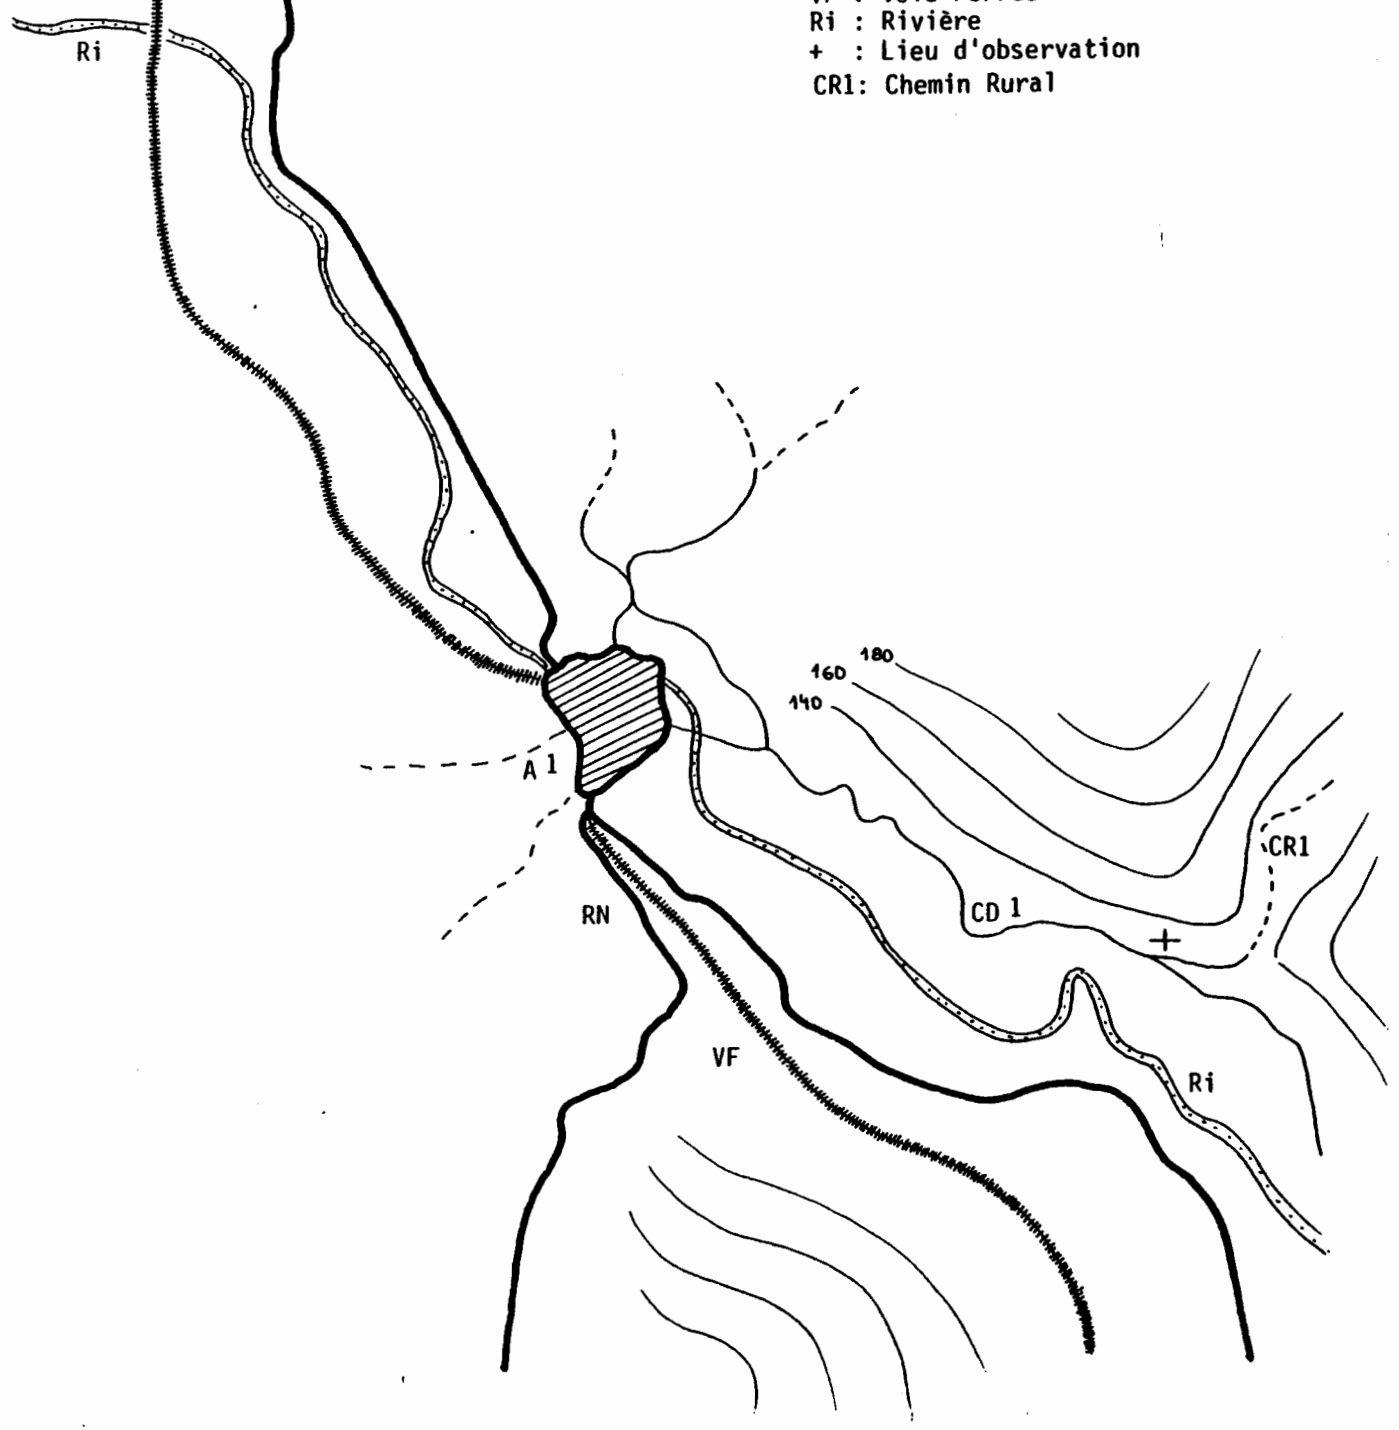 Ri : Rivière
+ : Lieu d'observation
CR1: Chemin Rural
Ri
180
160
140
A 1
CR1
CD 1
RN
+
VF
Ri